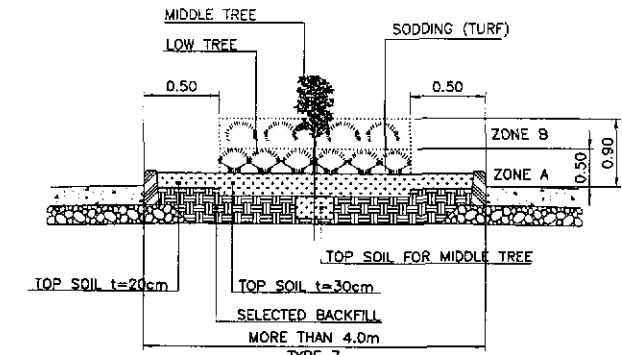 MIDDLE TREE
SODDING (TURF)
LOW TREE
0.50
0.50
ZONE B
0.90
0.50
ZONE A
TOP SOIL FOR MIDDLE TREE
TOP SOIL t=20cm
TOP SOIL t=30cm
SELECTED BACKFILL
MORE THAN 4.0m
TYPE 7